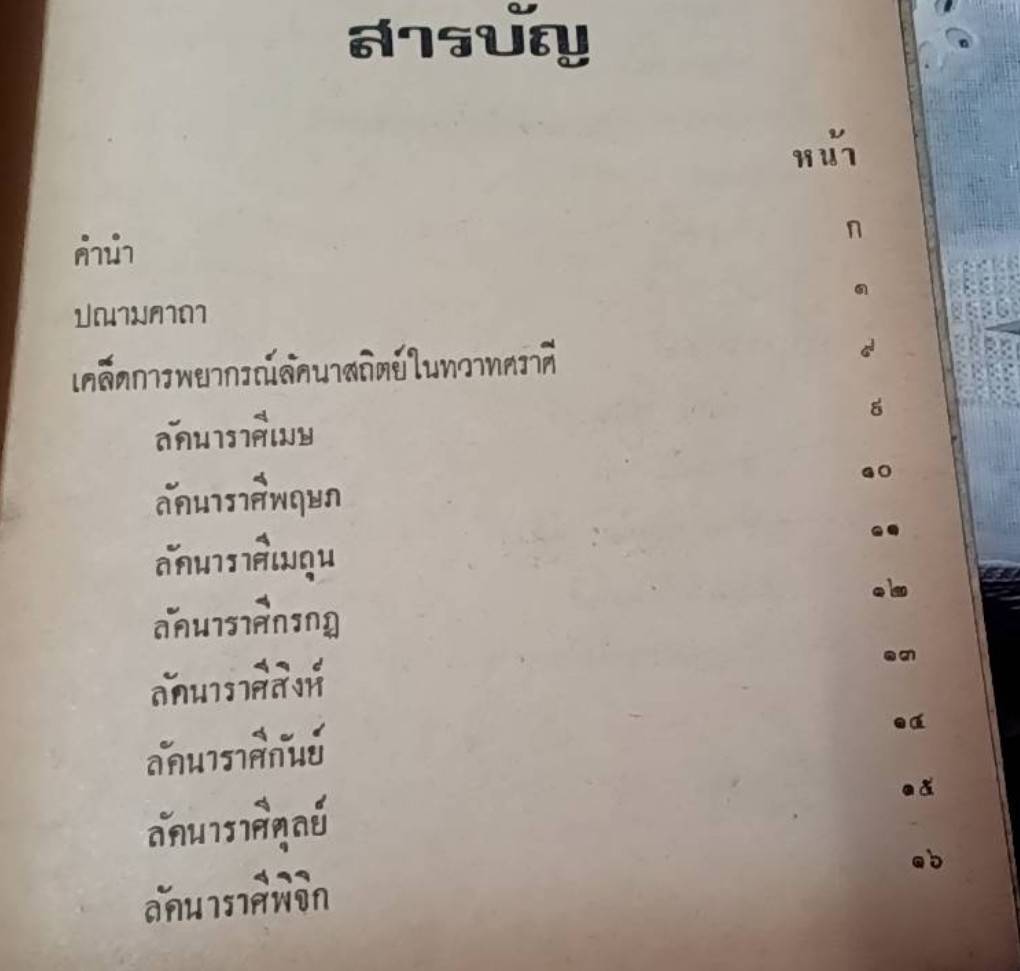 สารบัญ
หน้า
คำนำ ก
ปณามคาถา ๑
เคล็ดการพยากรณ์ลัคนาสถิตย์ในทวาทศราศี ๘
ลัคนาราศีเมษ ๙
ลัคนาราศีพฤษภ ๑๐
ลัคนาราศีเมถุน ๑๑
ลัคนาราศีกรกฏ ๑๒
ลัคนาราศีสิงห์ ๑๓
ลัคนาราศีกันย์ ๑๔
ลัคนาราศีตุลย์ ๑๕
ลัคนาราศีพิจิก ๑๖